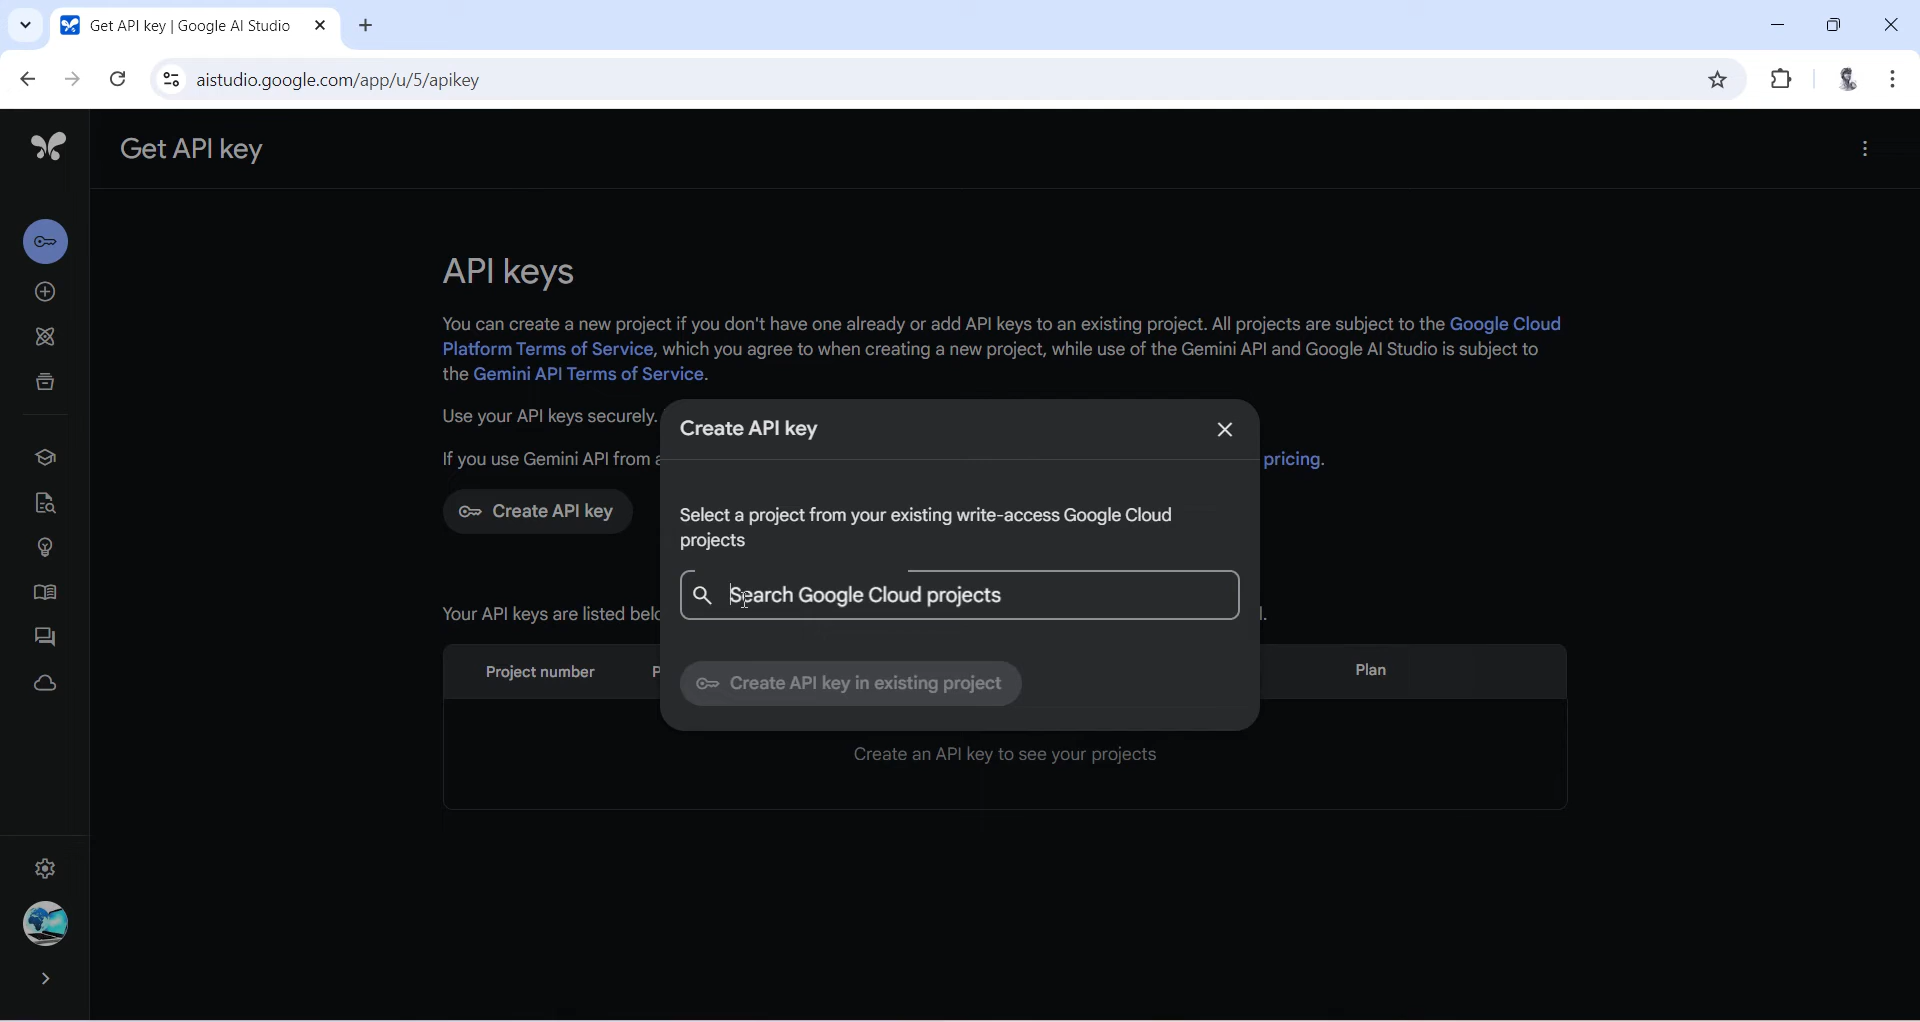 Get API key | Google AI Studio
aistudio.google.com/app/u/5/apikey
Get API key
API keys
You can create a new project if you don't have one already or add API keys to an existing project. All projects are subject to the Google Cloud
Platform Terms of Service, which you agree to when creating a new project, while use of the Gemini API and Google AI Studio is subject to
the Gemini API Terms of Service.
Use your API keys securely.
If you use Gemini API from a
pricing.
Create API key
Create API key
Select a project from your existing write-access Google Cloud
projects
Search Google Cloud projects
Create API key in existing project
Your API keys are listed belo
l.
Project number
P
Plan
Create an API key to see your projects